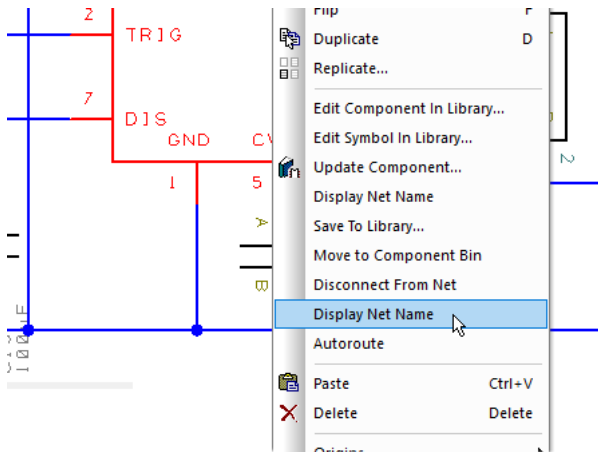 2
TRIG
7
DIS
GND
CV
1
5
A
B
2
Flip F
Duplicate D
Replicate...
Edit Component In Library...
Edit Symbol In Library...
Update Component...
Display Net Name
Save To Library...
Move to Component Bin
Disconnect From Net
Display Net Name
Autoroute
Paste Ctrl+V
Delete Delete
Origins